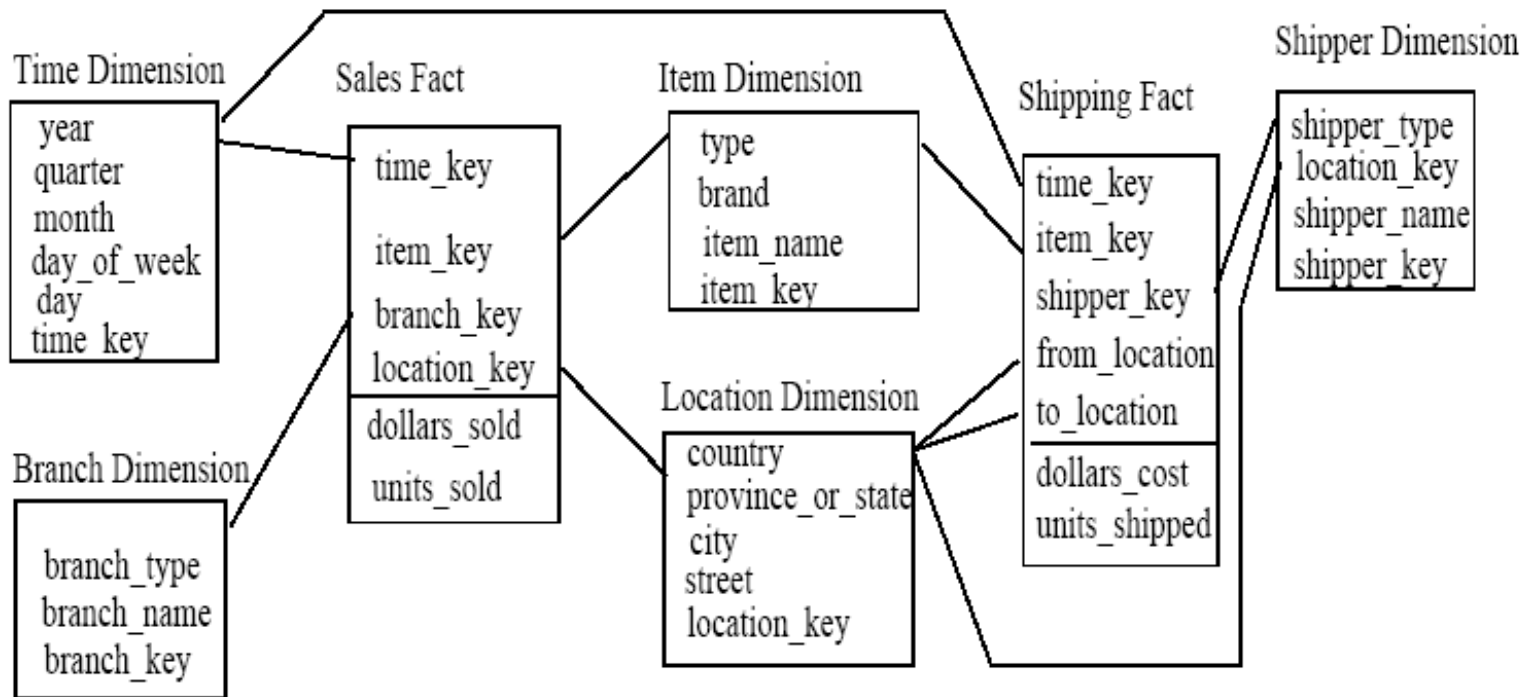 Time Dimension
year
quarter
month
day_of_week
day
time_key
Sales Fact
time_key
item_key
branch_key
location_key
dollars_sold
units_sold
Item Dimension
type
brand
item_name
item_key
Shipping Fact
time_key
item_key
shipper_key
from_location
to_location
dollars_cost
units_shipped
Shipper Dimension
shipper_type
location_key
shipper_name
shipper_key
Branch Dimension
branch_type
branch_name
branch_key
Location Dimension
country
province_or_state
city
street
location_key